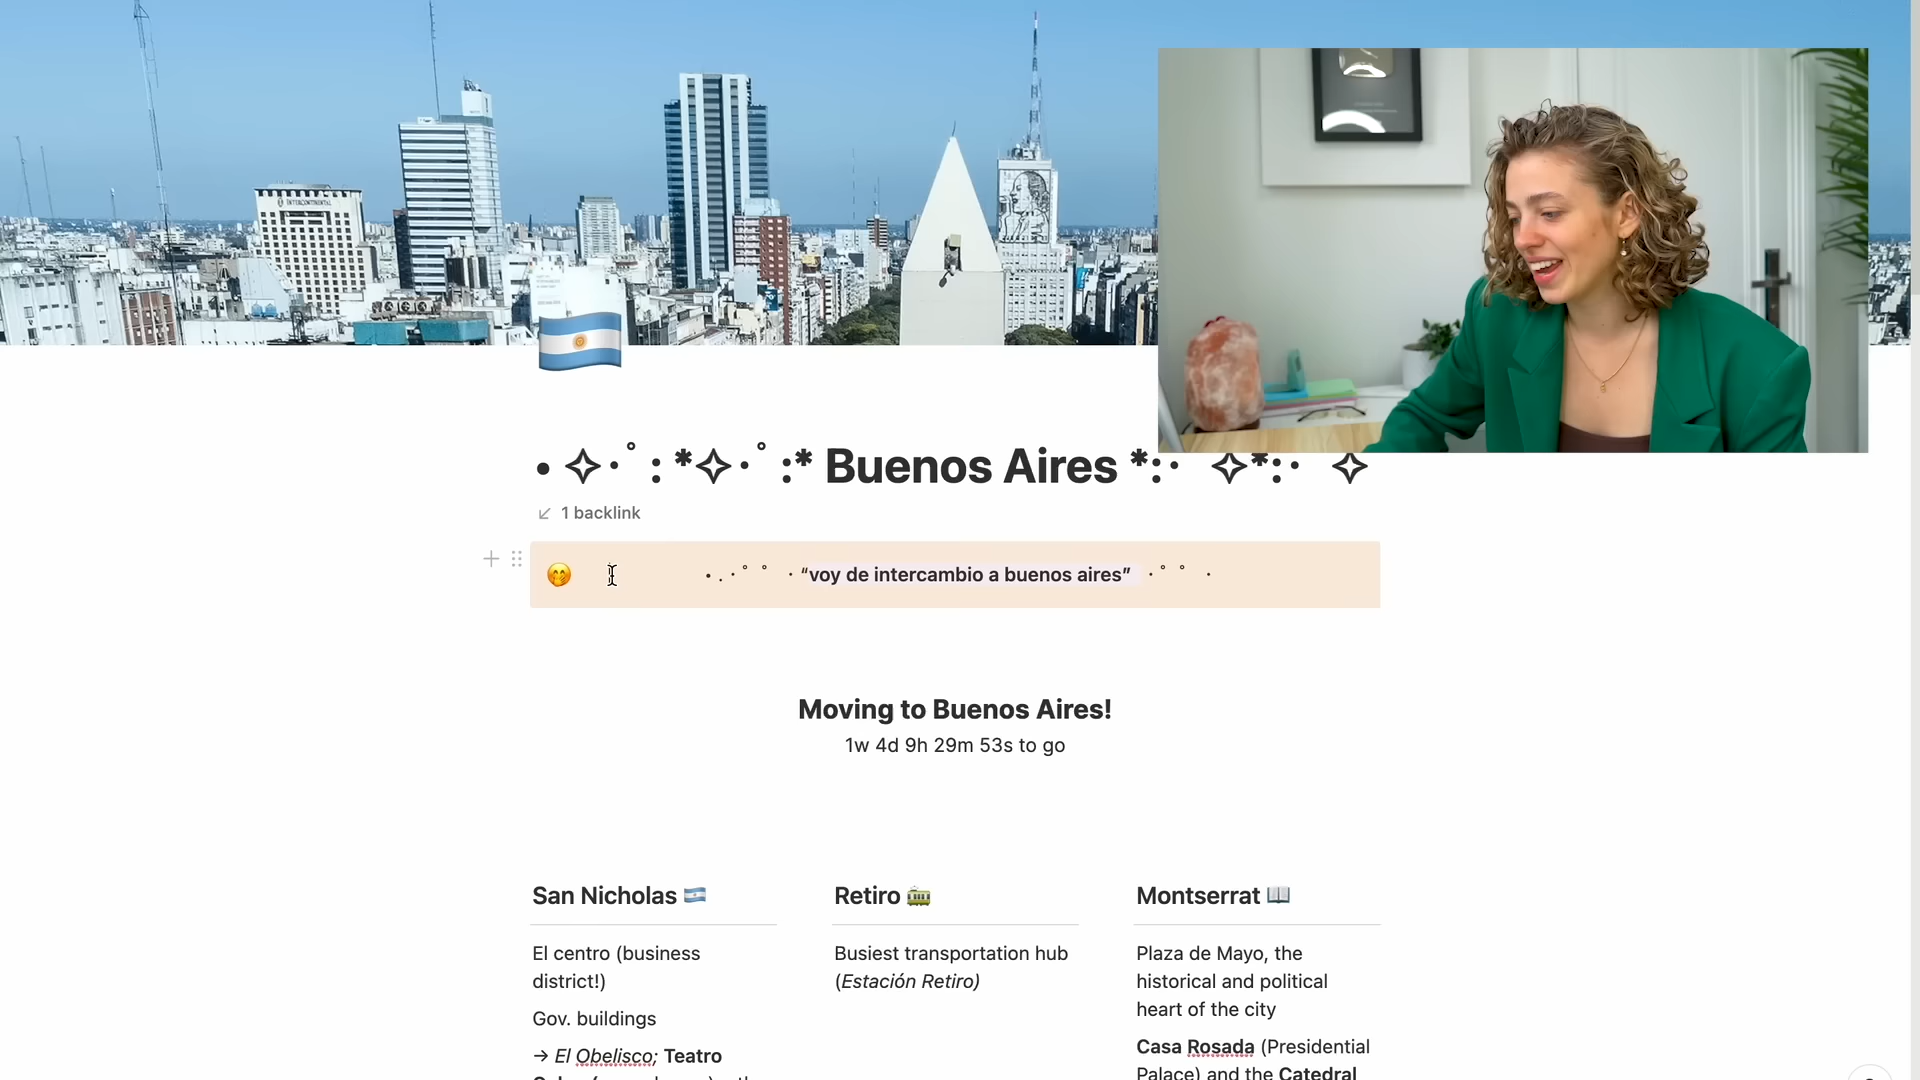 INTERCONTINENTAL
• ✧･ﾟ: *✧･ﾟ:* Buenos Aires *:･ ✧*:･ ✧
1 backlink
• . · ˚ ˚ · “voy de intercambio a buenos aires” · ˚ ˚ ·
Moving to Buenos Aires!
1w 4d 9h 29m 53s to go
San Nicholas
El centro (business
district!)
Gov. buildings
→ El Obelisco; Teatro
Retiro
Busiest transportation hub
(Estación Retiro)
Montserrat
Plaza de Mayo, the
historical and political
heart of the city
Casa Rosada (Presidential
Palace) and the Catedral